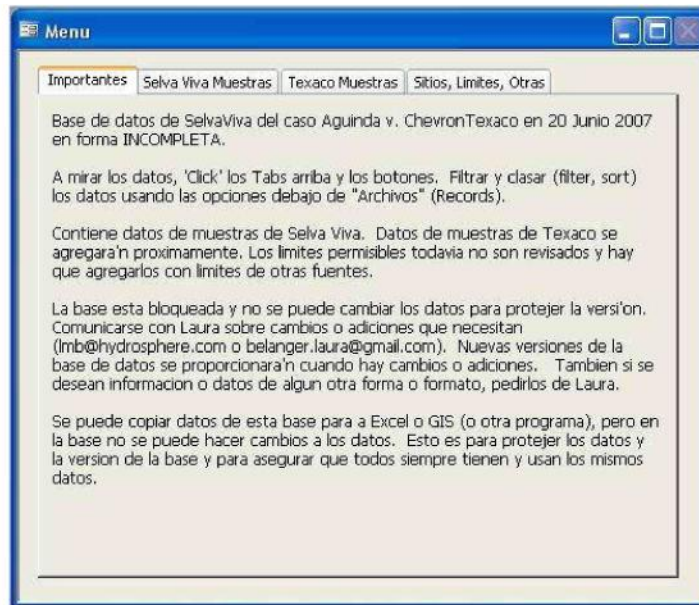 Menu
Importantes
Selva Viva Muestras
Texaco Muestras
Sitios, Limites, Otras
Base de datos de SelvaViva del caso Aguinda v. ChevronTexaco en 20 Junio 2007
en forma INCOMPLETA.
A mirar los datos, 'Click' los Tabs arriba y los botones. Filtrar y clasar (filter, sort)
los datos usando las opciones debajo de "Archivos" (Records).
Contiene datos de muestras de Selva Viva. Datos de muestras de Texaco se
agregara'n proximamente. Los limites permisibles todavia no son revisados y hay
que agregarlos con limites de otras fuentes.
La base esta bloqueada y no se puede cambiar los datos para protejer la versi'on.
Comunicarse con Laura sobre cambios o adiciones que necesitan
(lmb@hydrosphere.com o belanger.laura@gmail.com). Nuevas versiones de la
base de datos se proporcionara'n cuando hay cambios o adiciones. Tambien si se
desean informacion o datos de algun otra forma o formato, pedirlos de Laura.
Se puede copiar datos de esta base para a Excel o GIS (o otra programa), pero en
la base no se puede hacer cambios a los datos. Esto es para protejer los datos y
la version de la base y para asegurar que todos siempre tienen y usan los mismos
datos.